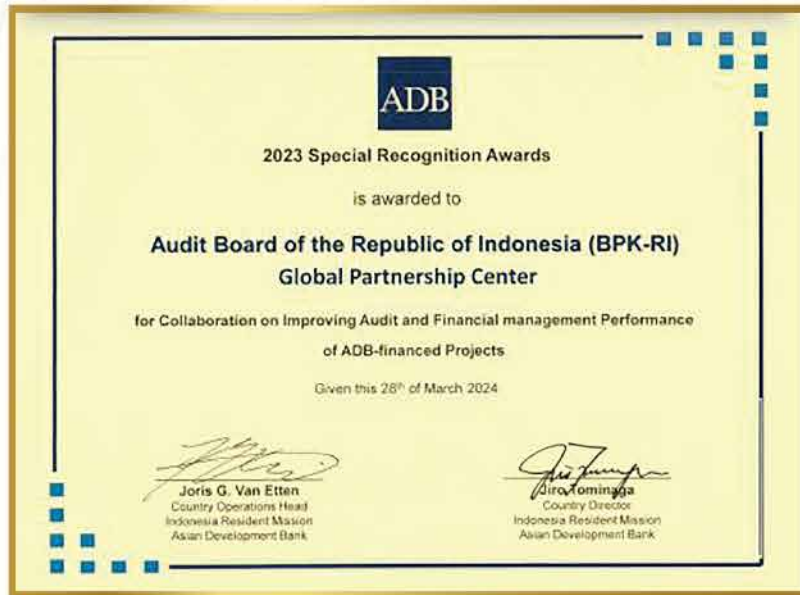 ADB
2023 Special Recognition Awards
is awarded to
Audit Board of the Republic of Indonesia (BPK-RI)
Global Partnership Center
for Collaboration on Improving Audit and Financial management Performance
of ADB-financed Projects
Given this 28th of March 2024
Joris G. Van Etten
Country Operations Head
Indonesia Resident Mission
Asian Development Bank
Jiro Tominaga
Country Director
Indonesia Resident Mission
Asian Development Bank